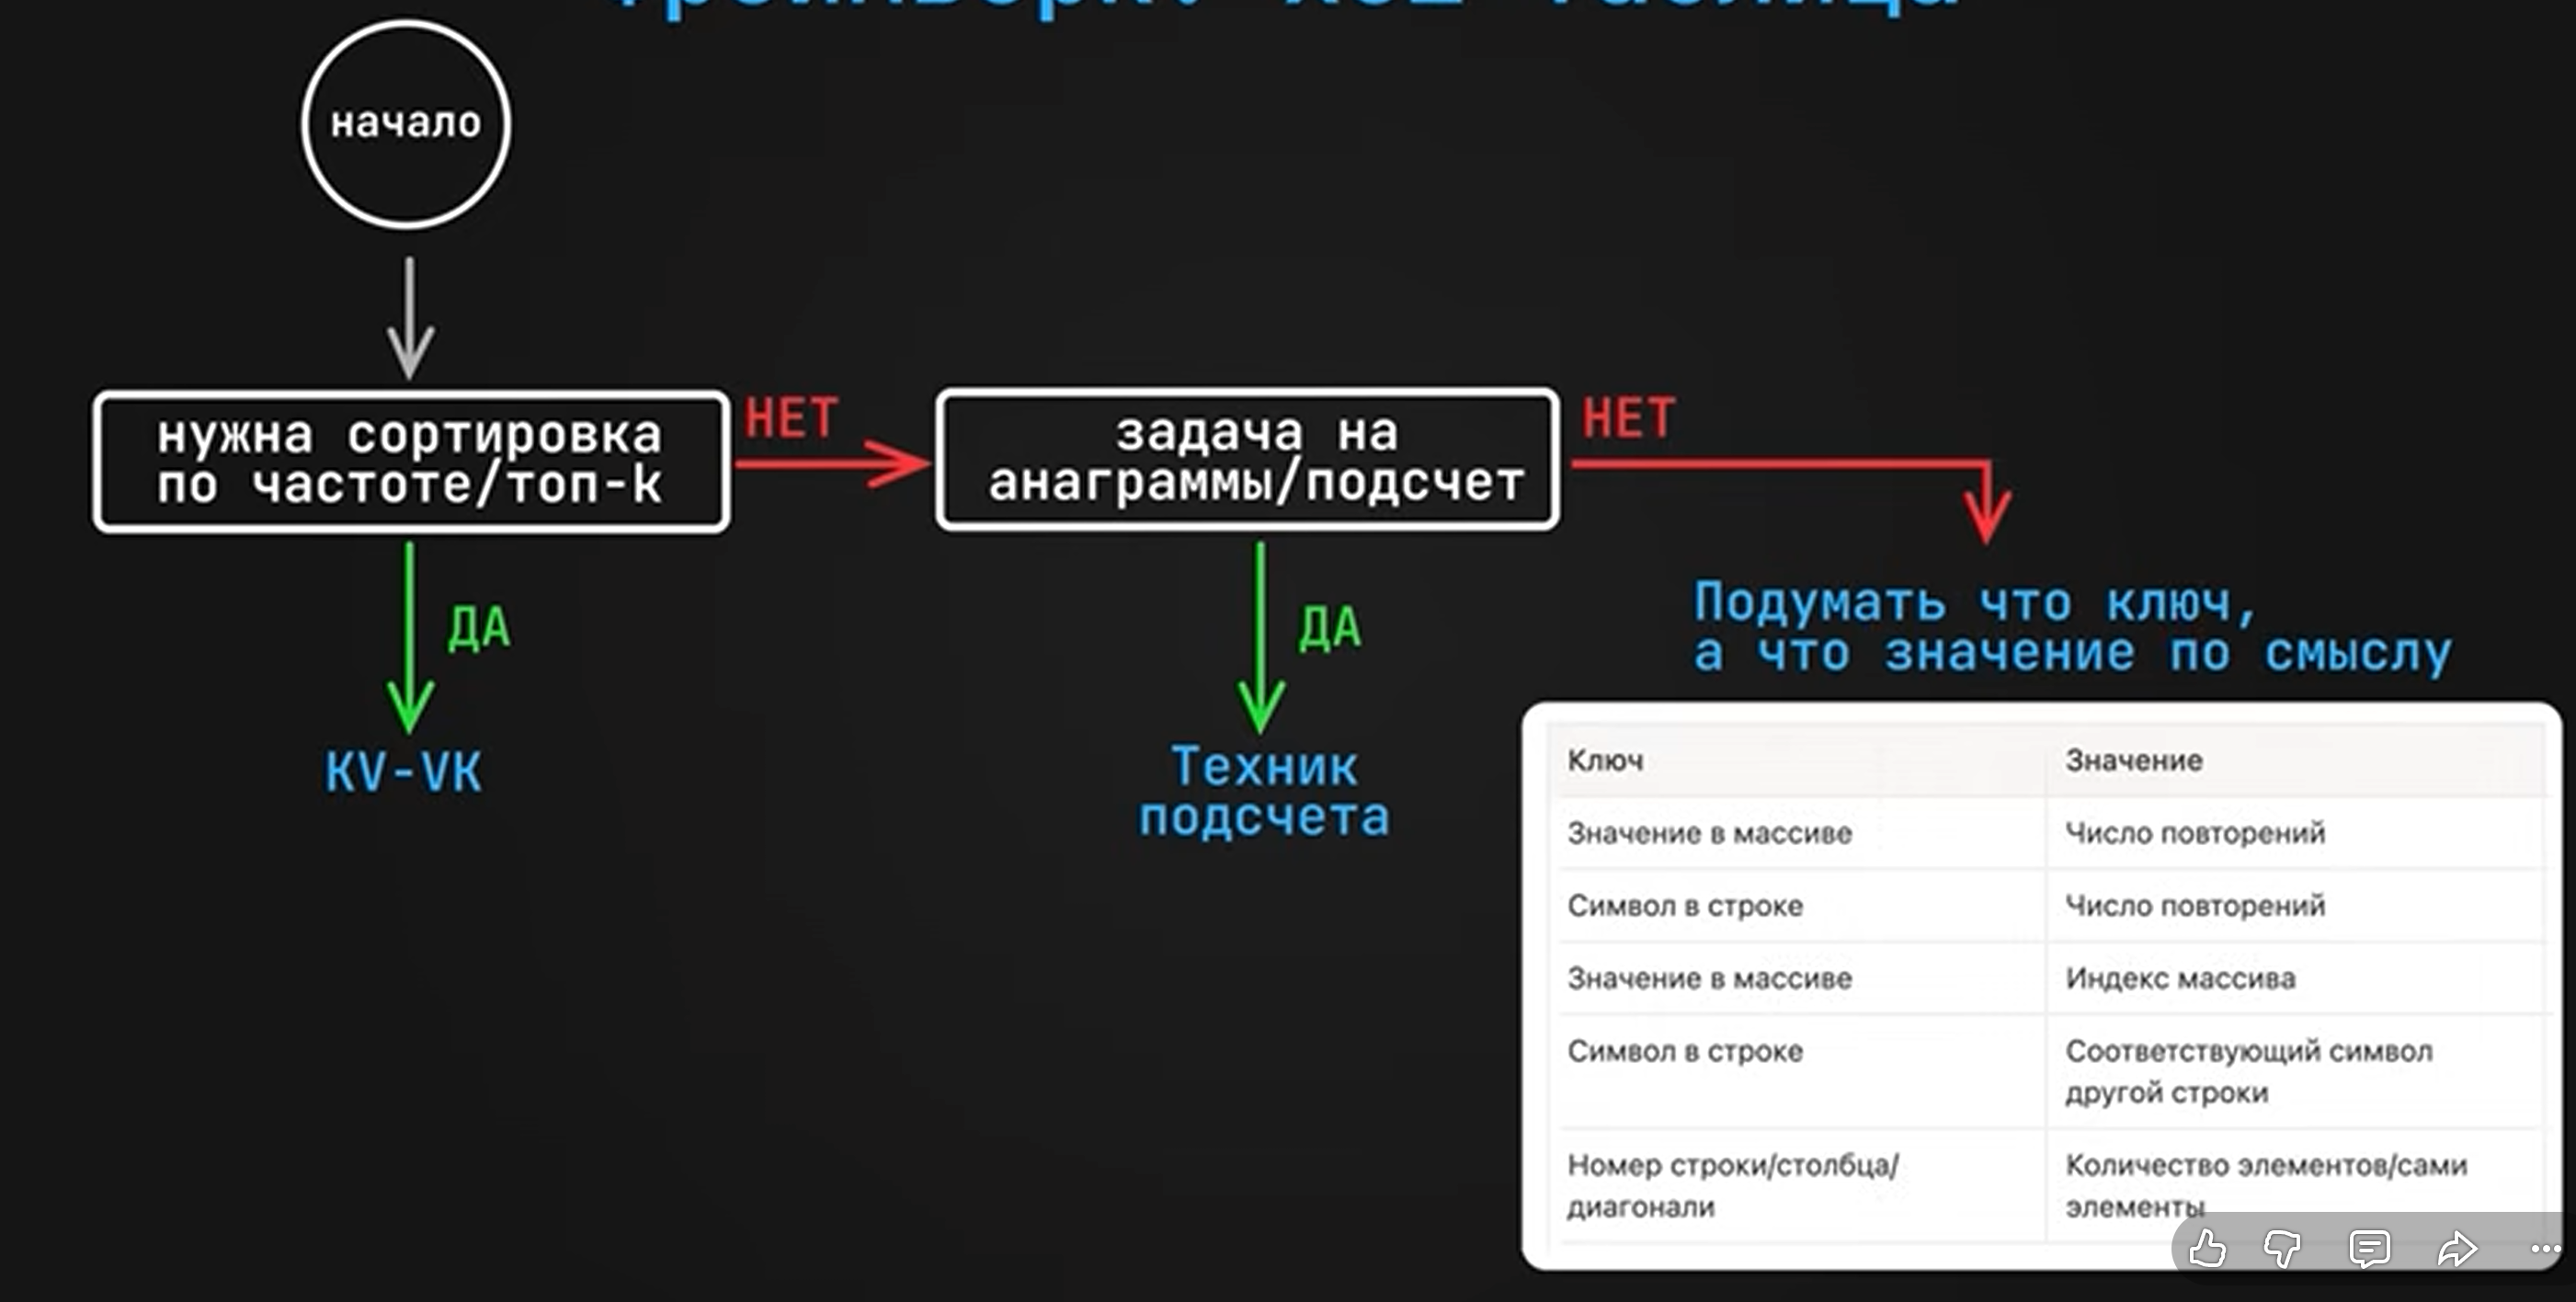 начало
нужна сортировка
по частоте/топ-k
НЕТ
задача на
анаграммы/подсчет
НЕТ
ДА
ДА
Подумать что ключ,
а что значение по смыслу
KV-VK
Техник
подсчета
Ключ Значение
Значение в массиве Число повторений
Символ в строке Число повторений
Значение в массиве Индекс массива
Символ в строке Соответствующий символ
другой строки
Номер строки/столбца/ Количество элементов/сами
диагонали элементы